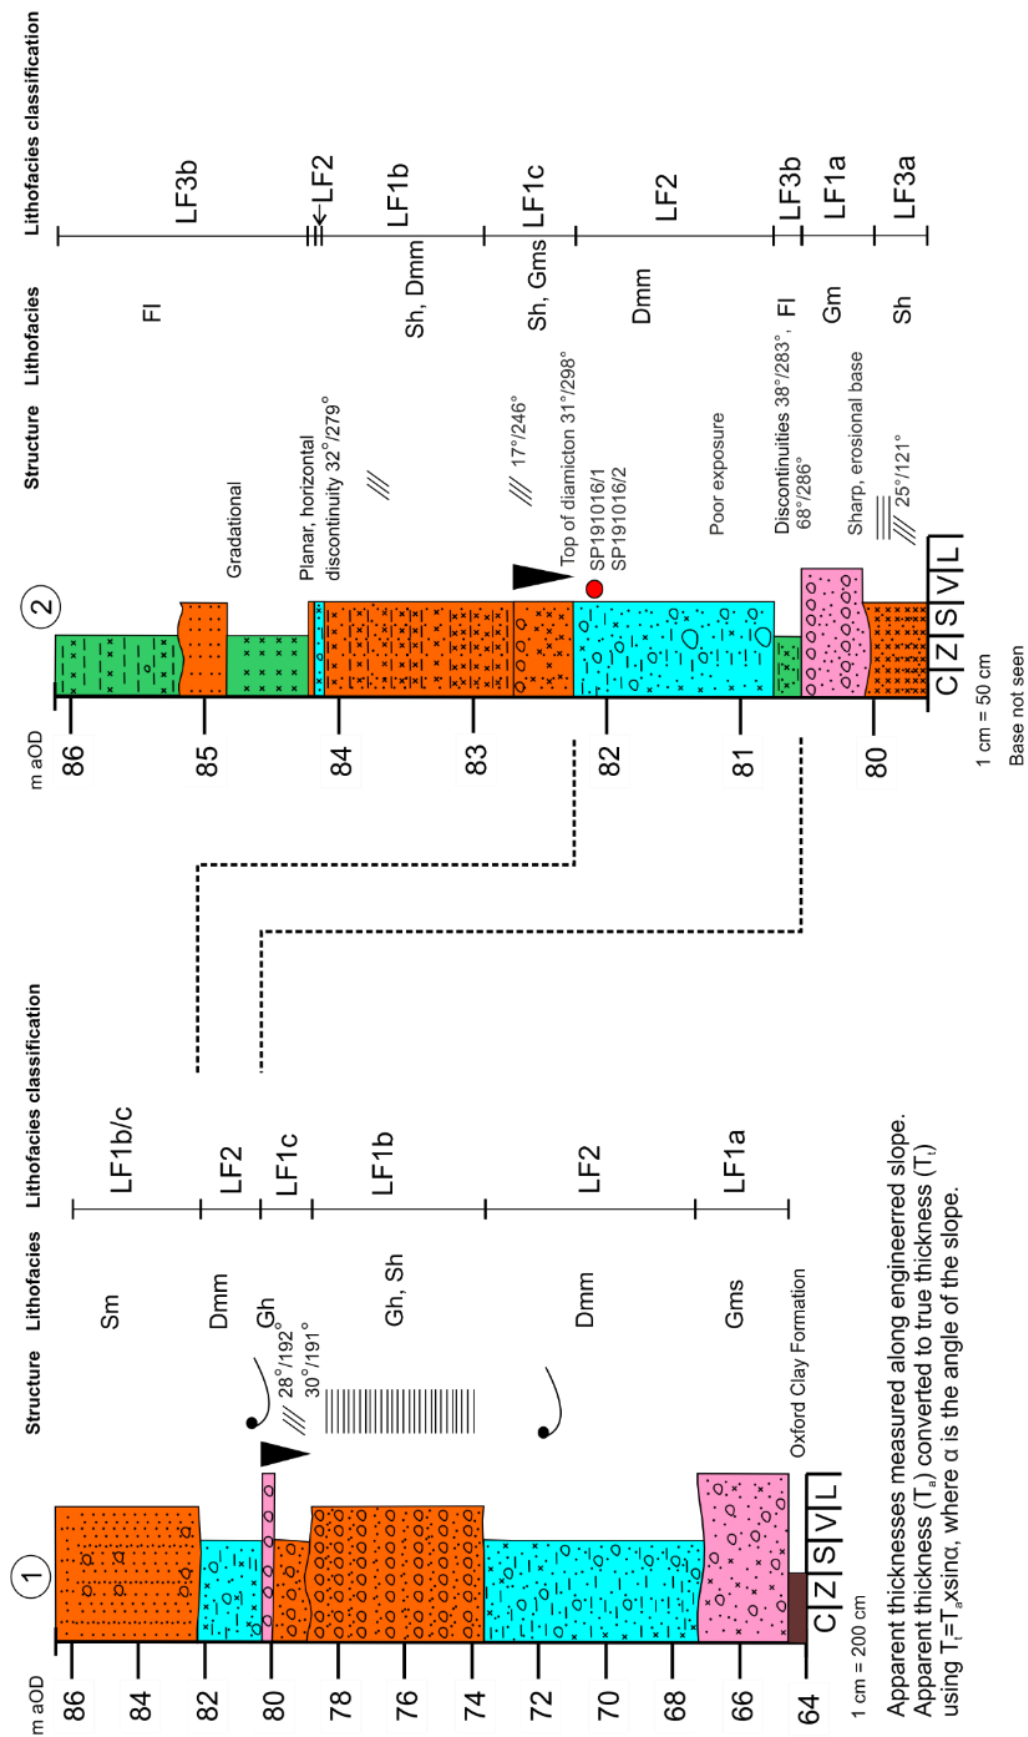 1
m aOD
Structure
Lithofacies
Lithofacies classification
86
84
82
80
78
76
74
72
70
68
66
64
Sm
LF1b/c
Dmm
LF2
Gh
28°/192°
30°/191°
LF1c
Gh, Sh
LF1b
Dmm
LF2
Gms
LF1a
Oxford Clay Formation
C Z S V L
1 cm = 200 cm
Apparent thicknesses measured along engineerred slope.
Apparent thickness (Ta) converted to true thickness (Tt)
using Tt=Taxsinα, where α is the angle of the slope.
2
m aOD
Structure
Lithofacies
Lithofacies classification
86
85
84
83
82
81
80
Fl
LF3b
Gradational
Planar, horizontal
discontinuity 32°/279°
←LF2
Sh, Dmm
LF1b
17°/246°
Sh, Gms
LF1c
Top of diamicton 31°/298°
SP191016/1
SP191016/2
Dmm
LF2
Poor exposure
Discontinuities 38°/283°,
68°/286°
Fl
LF3b
Gm
LF1a
Sharp, erosional base
25°/121°
Sh
LF3a
C Z S V L
1 cm = 50 cm
Base not seen